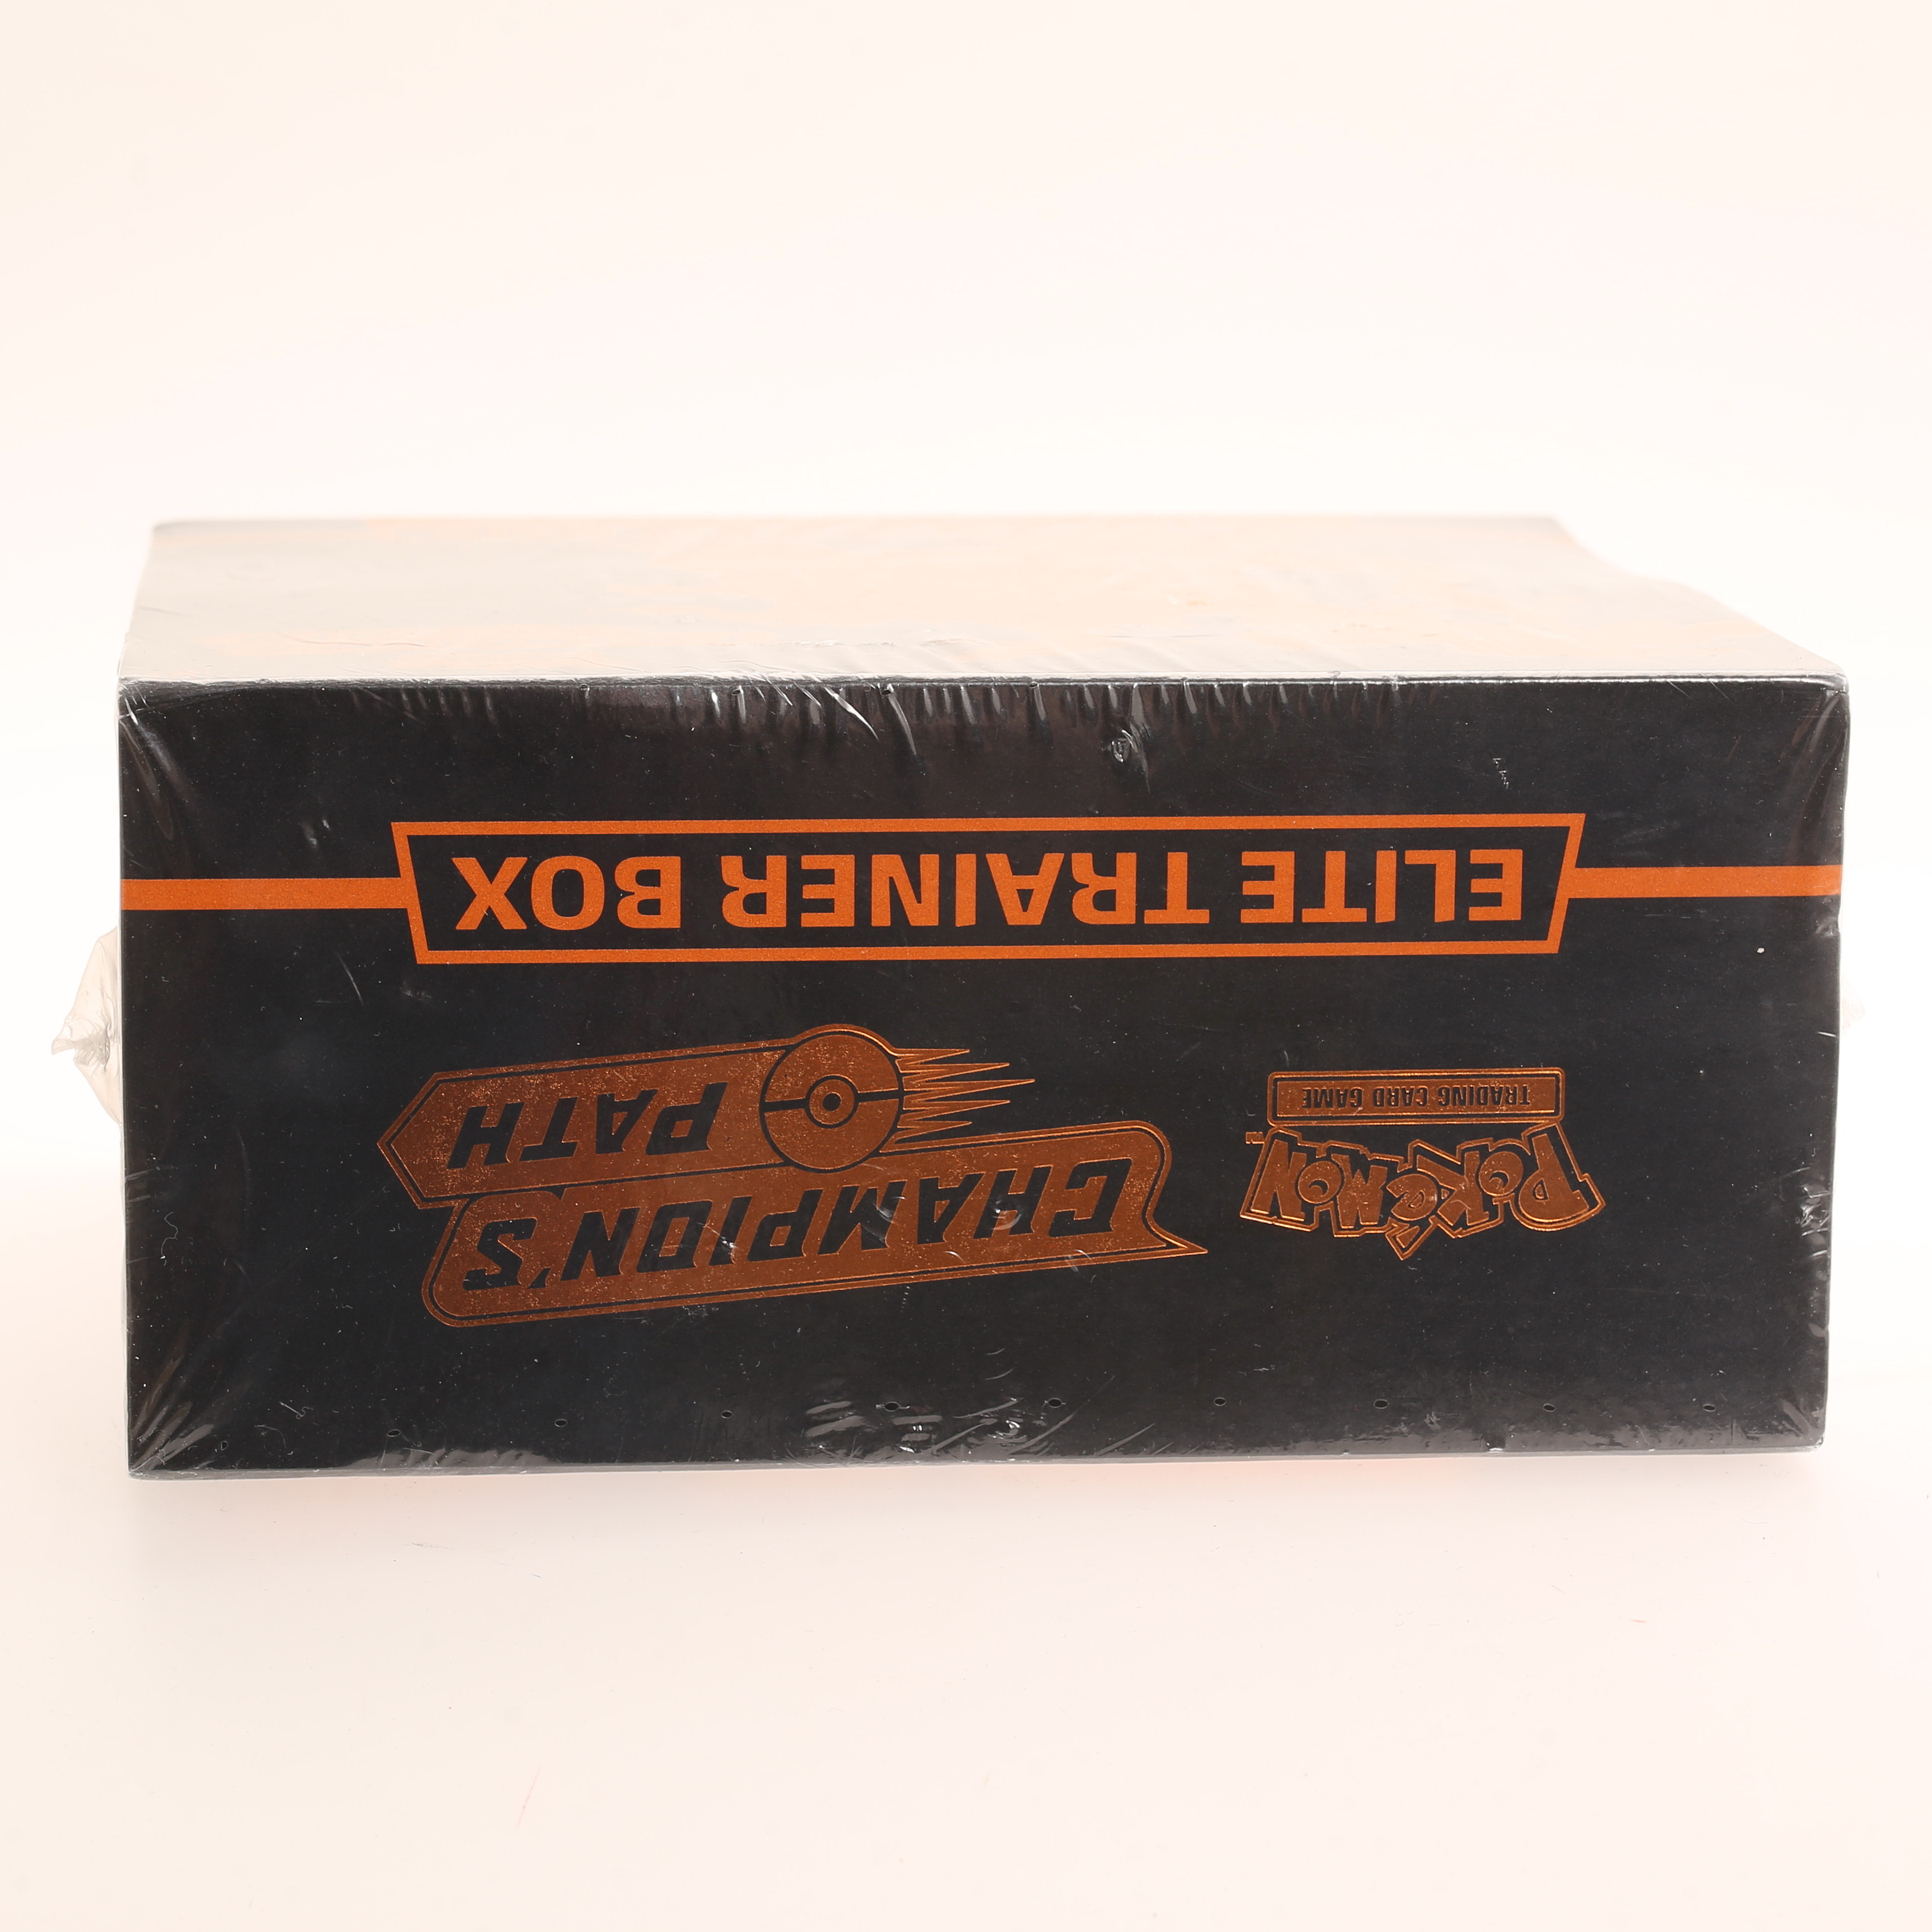 Pokémon
TRADING CARD GAME
CHAMPION'S
PATH
ELITE TRAINER BOX